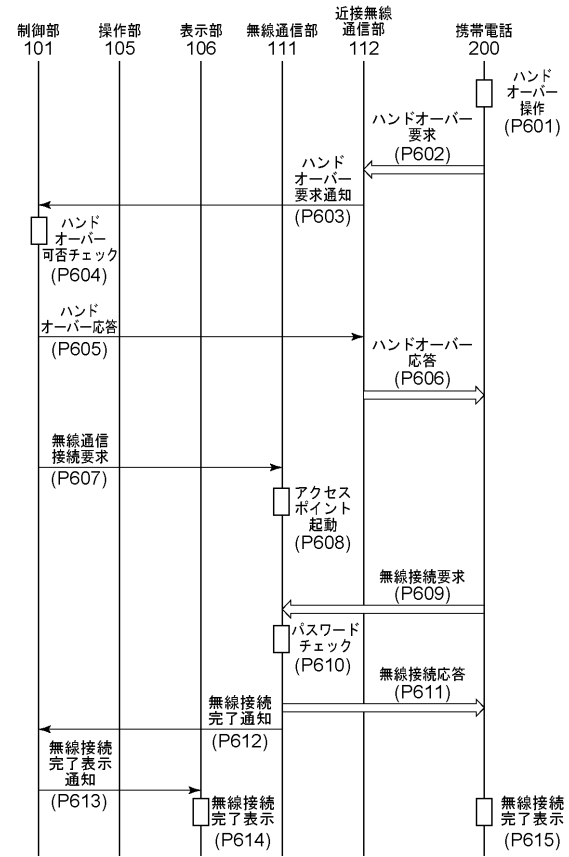 制御部
101
操作部
105
表示部
106
無線通信部
111
近接無線
通信部
112
携帯電話
200
ハンド
オーバー
操作
(P601)
ハンドオーバー
要求
(P602)
ハンド
オーバー
要求通知
(P603)
ハンド
オーバー
可否チェック
(P604)
ハンド
オーバー応答
(P605)
ハンドオーバー
応答
(P606)
無線通信
接続要求
(P607)
アクセス
ポイント
起動
(P608)
無線接続要求
(P609)
パスワード
チェック
(P610)
無線接続応答
(P611)
無線接続
完了通知
(P612)
無線接続
完了表示
通知
(P613)
無線接続
完了表示
(P614)
無線接続
完了表示
(P615)